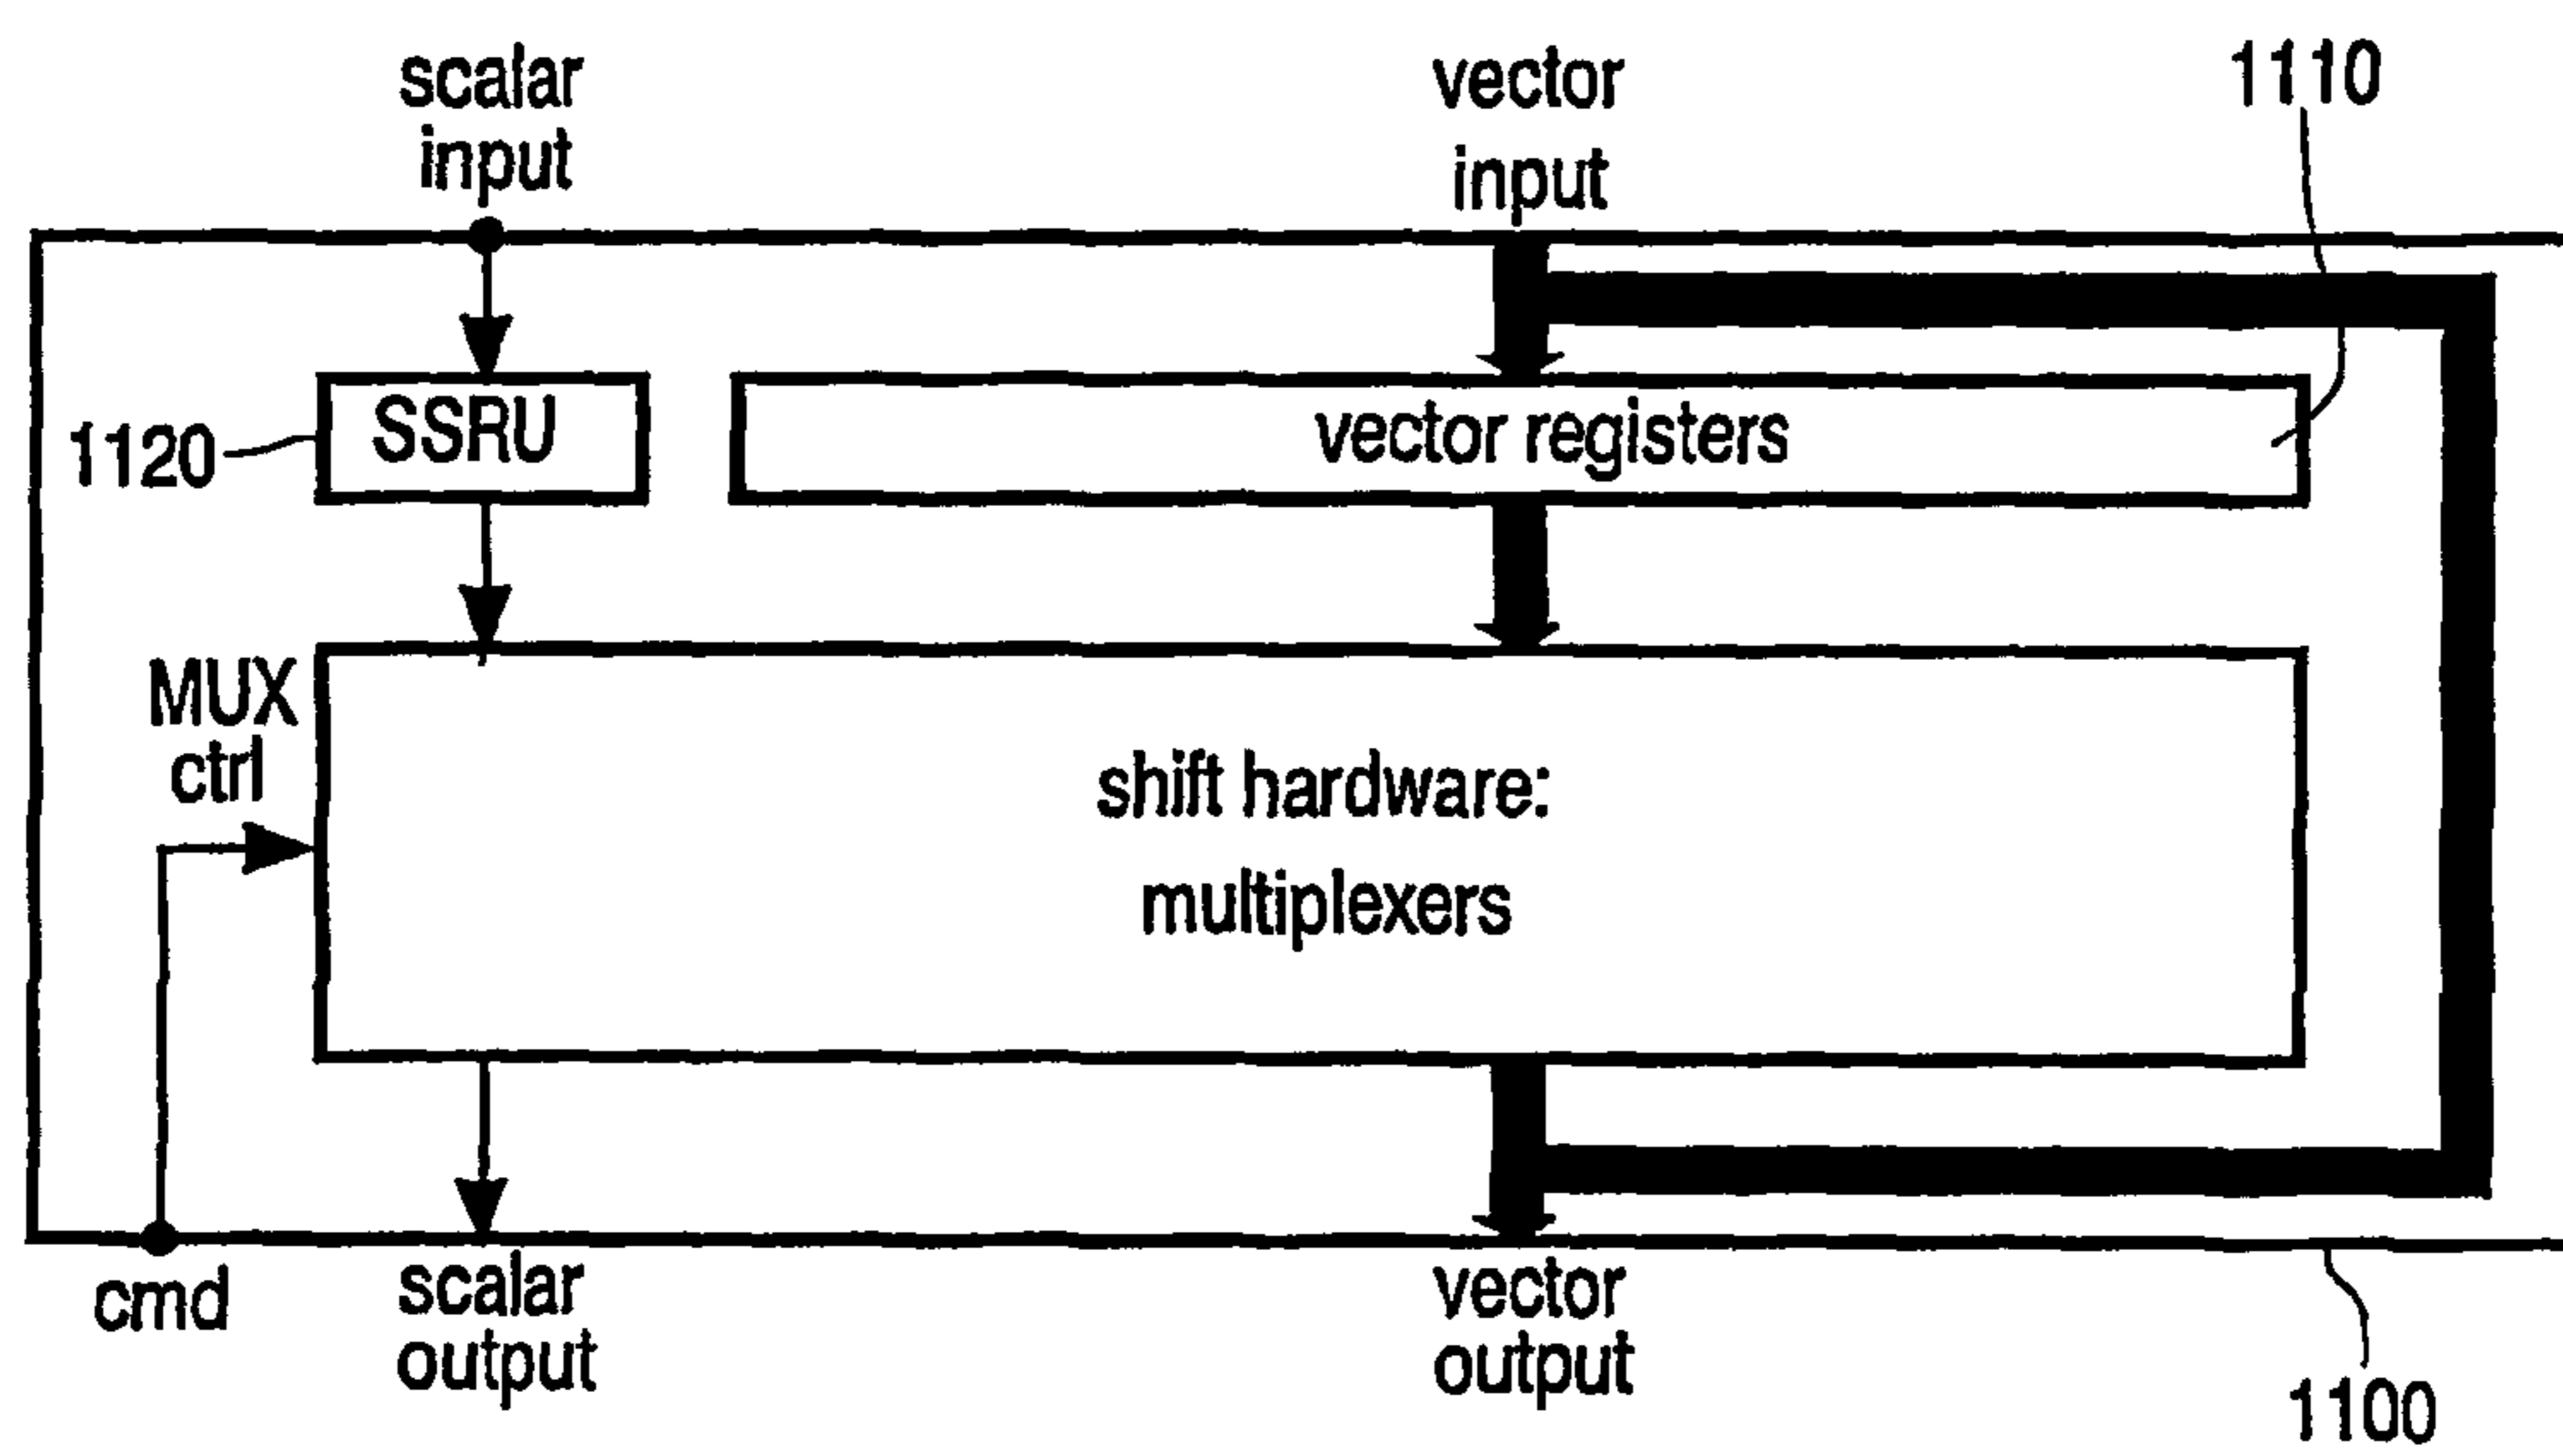 scalar
input
vector
input
1110
SSRU
1120
vector registers
MUX
ctrl
shift hardware:
multiplexers
cmd
scalar
output
vector
output
1100